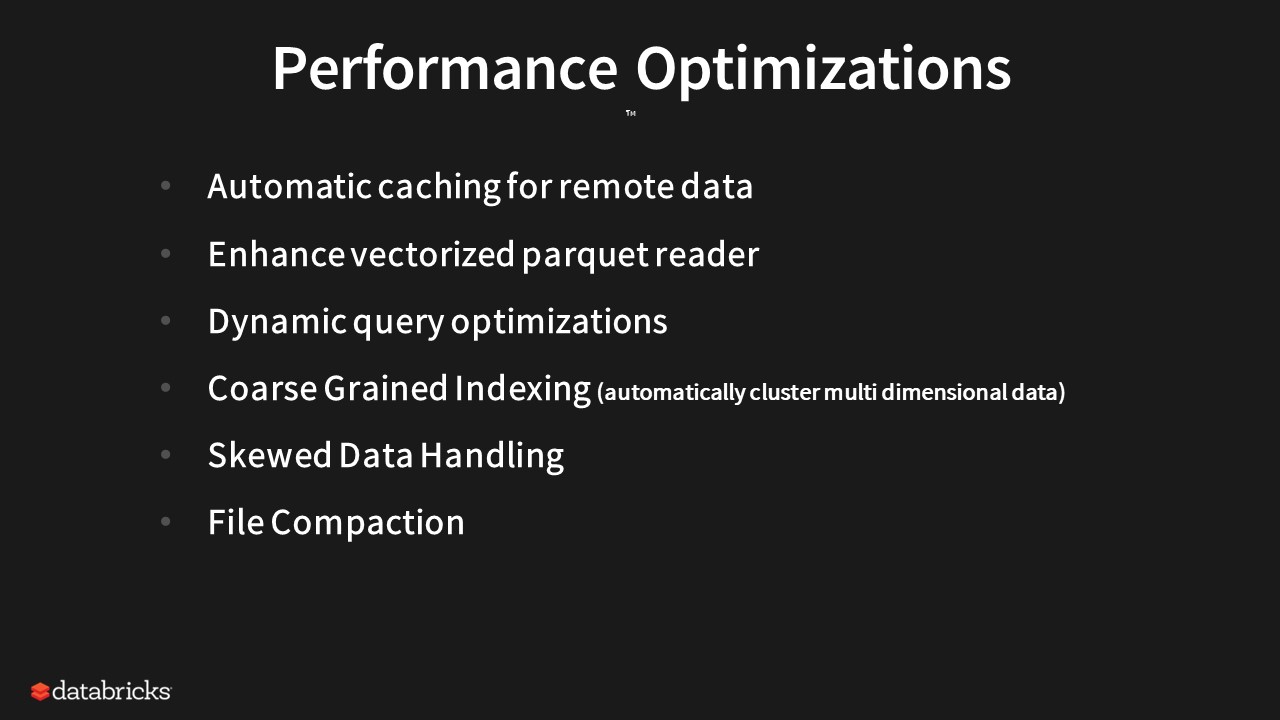 Performance Optimizations
™
• Automatic caching for remote data
• Enhance vectorized parquet reader
• Dynamic query optimizations
• Coarse Grained Indexing (automatically cluster multi dimensional data)
• Skewed Data Handling
• File Compaction
databricks